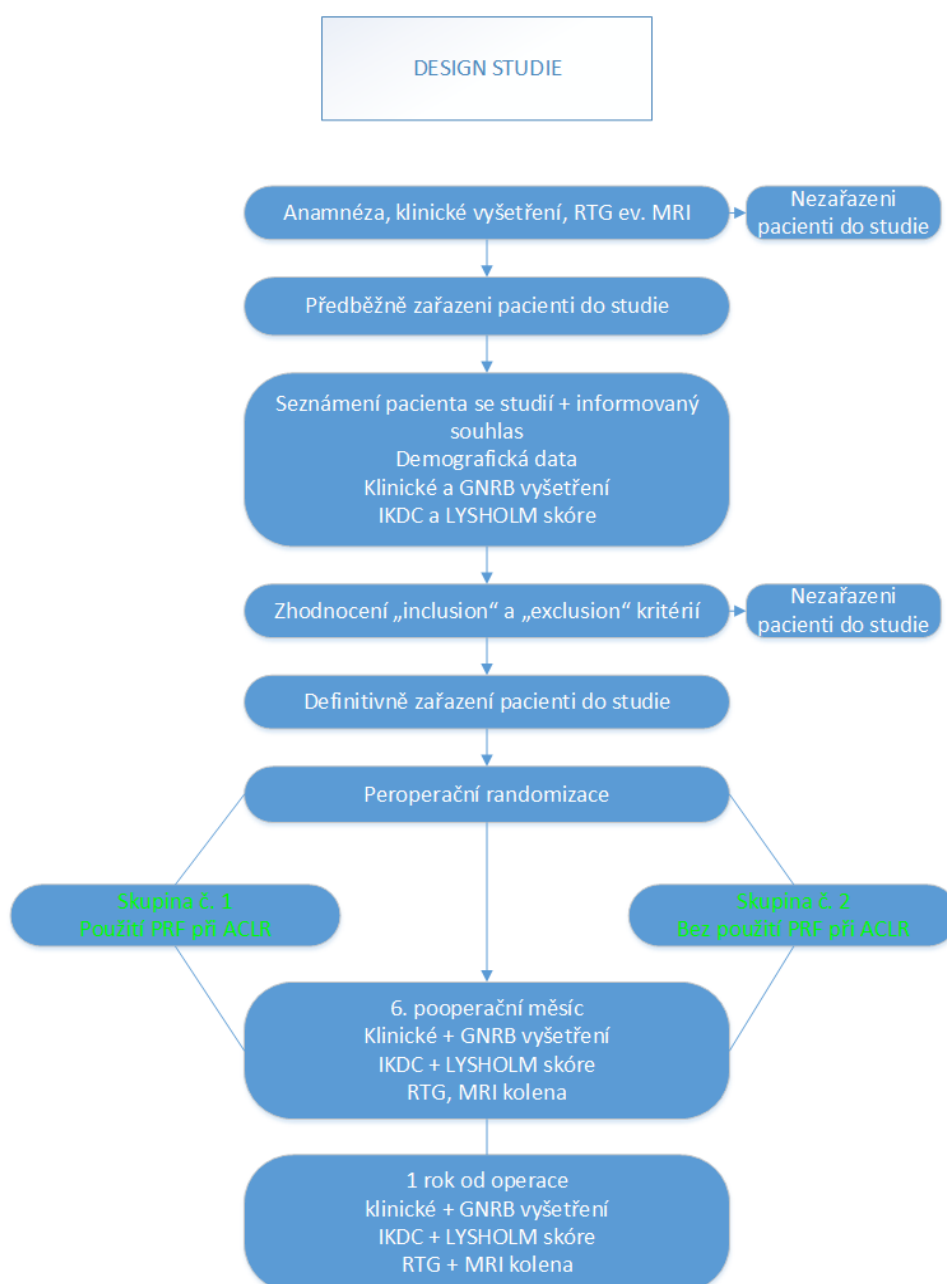 DESIGN STUDIE
Anamnéza, klinické vyšetření, RTG ev. MRI
Nezařazeni
pacienti do studie
Předběžně zařazeni pacienti do studie
Seznámení pacienta se studií + informovaný
souhlas
Demografická data
Klinické a GNRB vyšetření
IKDC a LYSHOLM skóre
Zhodnocení „inclusion“ a „exclusion“ kritérií
Nezařazeni
pacienti do studie
Definitivně zařazení pacienti do studie
Peroperační randomizace
Skupina č. 1
Použití PRF při ACLR
Skupina č. 2
Bez použití PRF při ACLR
6. pooperační měsíc
Klinické + GNRB vyšetření
IKDC + LYSHOLM skóre
RTG, MRI kolena
1 rok od operace
klinické + GNRB vyšetření
IKDC + LYSHOLM skóre
RTG + MRI kolena